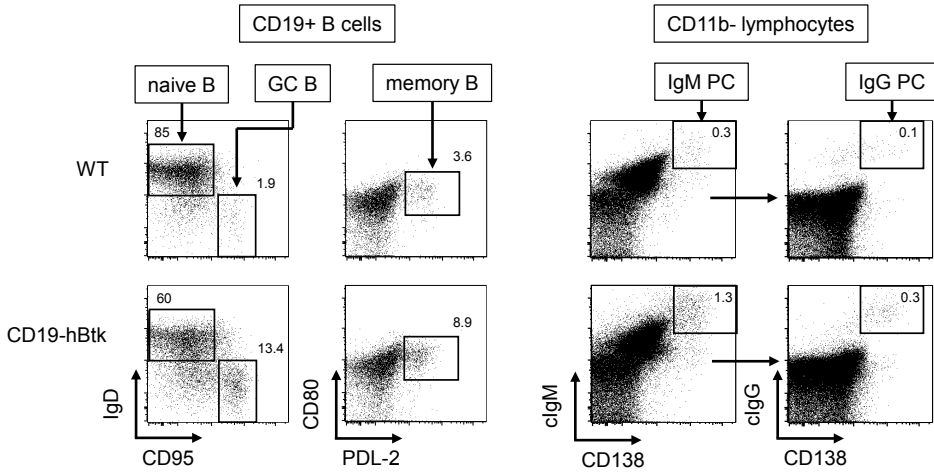 CD19+ B cells
CD11b- lymphocytes
naive B
GC B
memory B
IgM PC
IgG PC
WT
85
1.9
3.6
0.3
0.1
CD19-hBtk
60
13.4
8.9
1.3
0.3
IgD
CD95
CD80
PDL-2
cIgM
CD138
cIgG
CD138